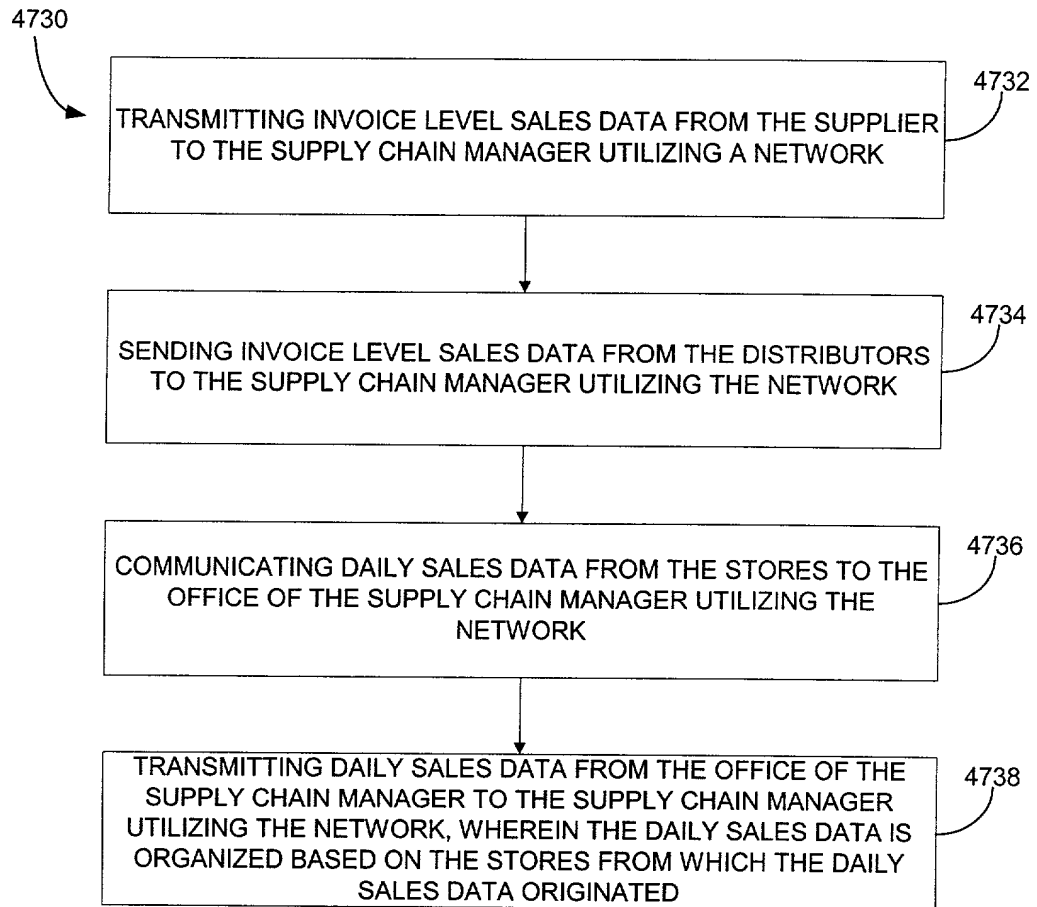 4730
4732
TRANSMITTING INVOICE LEVEL SALES DATA FROM THE SUPPLIER
TO THE SUPPLY CHAIN MANAGER UTILIZING A NETWORK
4734
SENDING INVOICE LEVEL SALES DATA FROM THE DISTRIBUTORS
TO THE SUPPLY CHAIN MANAGER UTILIZING THE NETWORK
4736
COMMUNICATING DAILY SALES DATA FROM THE STORES TO THE
OFFICE OF THE SUPPLY CHAIN MANAGER UTILIZING THE
NETWORK
4738
TRANSMITTING DAILY SALES DATA FROM THE OFFICE OF THE
SUPPLY CHAIN MANAGER TO THE SUPPLY CHAIN MANAGER
UTILIZING THE NETWORK, WHEREIN THE DAILY SALES DATA IS
ORGANIZED BASED ON THE STORES FROM WHICH THE DAILY
SALES DATA ORIGINATED